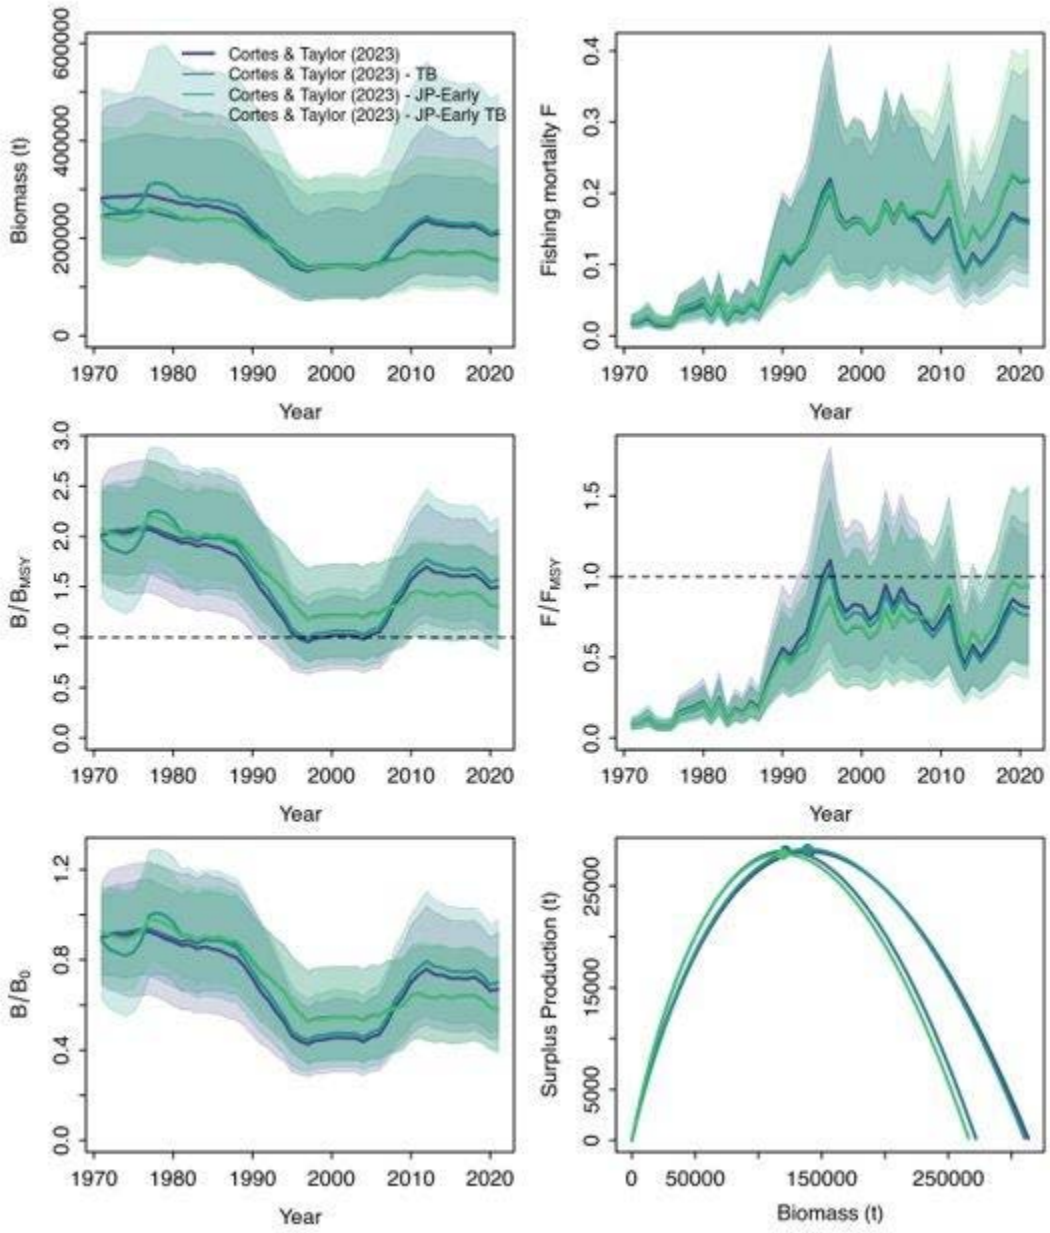 Biomass (t)
600000
400000
200000
0
Cortes & Taylor (2023)
Cortes & Taylor (2023) - TB
Cortes & Taylor (2023) - JP-Early
Cortes & Taylor (2023) - JP-Early TB
1970 1980 1990 2000 2010 2020
Year
Fishing mortality F
0.4
0.3
0.2
0.1
0.0
1970 1980 1990 2000 2010 2020
Year
B/BMSY
3.0
2.5
2.0
1.5
1.0
0.5
0.0
1970 1980 1990 2000 2010 2020
Year
F/FMSY
1.5
1.0
0.5
0.0
1970 1980 1990 2000 2010 2020
Year
B/B0
1.2
0.8
0.4
0.0
1970 1980 1990 2000 2010 2020
Year
Surplus Production (t)
25000
15000
5000
0
0 50000 150000 250000
Biomass (t)